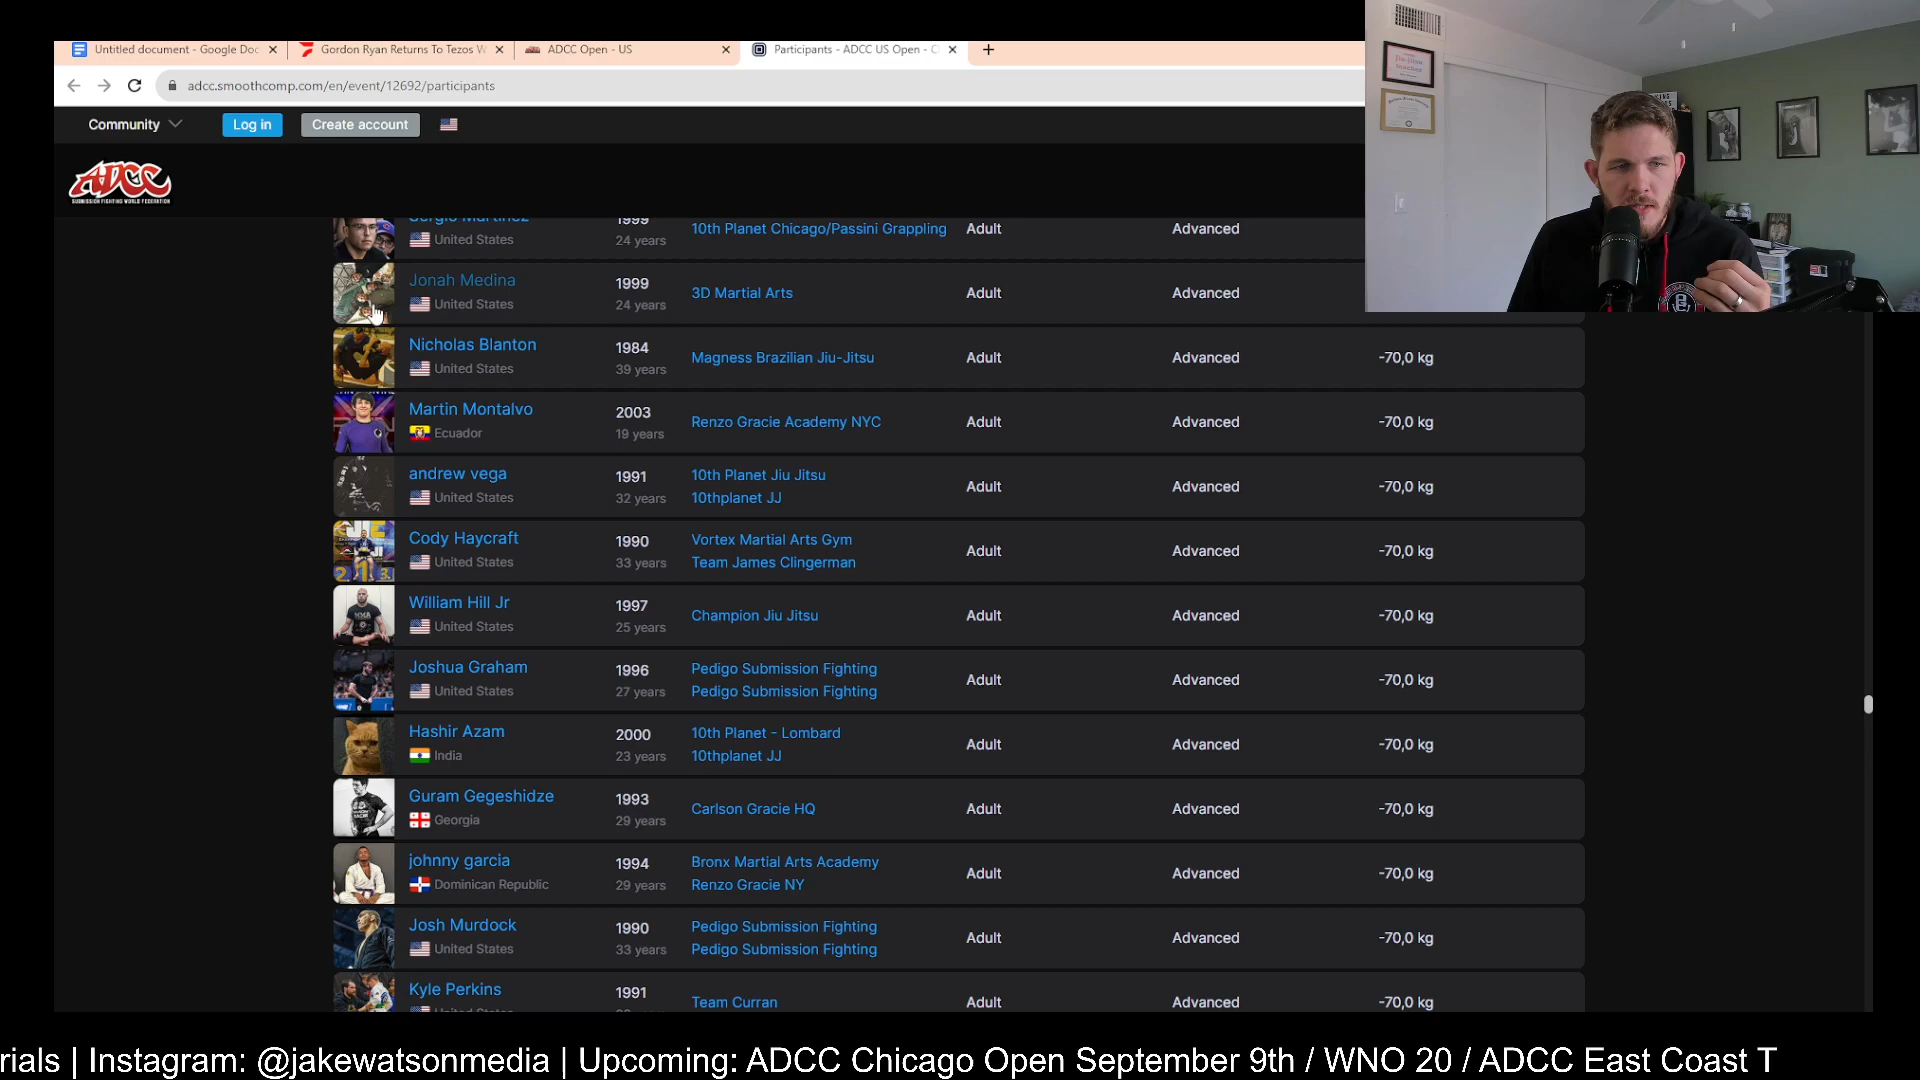 Untitled document - Google Doc
Gordon Ryan Returns To Tezos W
ADCC Open - US
Participants - ADCC US Open - C
adcc.smoothcomp.com/en/event/12692/participants
Community
Log in
Create account
ADCC
SUBMISSION FIGHTING WORLD FEDERATION
Sergio Martinez
1999
United States
24 years
10th Planet Chicago/Passini Grappling
Adult
Advanced
Jonah Medina
1999
United States
24 years
3D Martial Arts
Adult
Advanced
Nicholas Blanton
1984
United States
39 years
Magness Brazilian Jiu-Jitsu
Adult
Advanced
-70,0 kg
Martin Montalvo
2003
Ecuador
19 years
Renzo Gracie Academy NYC
Adult
Advanced
-70,0 kg
andrew vega
1991
United States
32 years
10th Planet Jiu Jitsu
10thplanet JJ
Adult
Advanced
-70,0 kg
Cody Haycraft
1990
United States
33 years
Vortex Martial Arts Gym
Team James Clingerman
Adult
Advanced
-70,0 kg
William Hill Jr
1997
United States
25 years
Champion Jiu Jitsu
Adult
Advanced
-70,0 kg
Joshua Graham
1996
United States
27 years
Pedigo Submission Fighting
Pedigo Submission Fighting
Adult
Advanced
-70,0 kg
Hashir Azam
2000
India
23 years
10th Planet - Lombard
10thplanet JJ
Adult
Advanced
-70,0 kg
Guram Gegeshidze
1993
Georgia
29 years
Carlson Gracie HQ
Adult
Advanced
-70,0 kg
johnny garcia
1994
Dominican Republic
29 years
Bronx Martial Arts Academy
Renzo Gracie NY
Adult
Advanced
-70,0 kg
Josh Murdock
1990
United States
33 years
Pedigo Submission Fighting
Pedigo Submission Fighting
Adult
Advanced
-70,0 kg
Kyle Perkins
1991
Team Curran
Adult
Advanced
-70,0 kg
rials | Instagram: @jakewatsonmedia | Upcoming: ADCC Chicago Open September 9th / WNO 20 / ADCC East Coast T